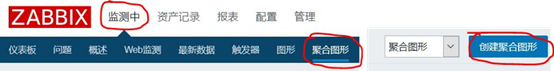 ZABBIX 监测中 资产记录 报表 配置 管理
仪表板 问题 概述 Web监测 最新数据 触发器 图形 聚合图形
聚合图形 创建聚合图形